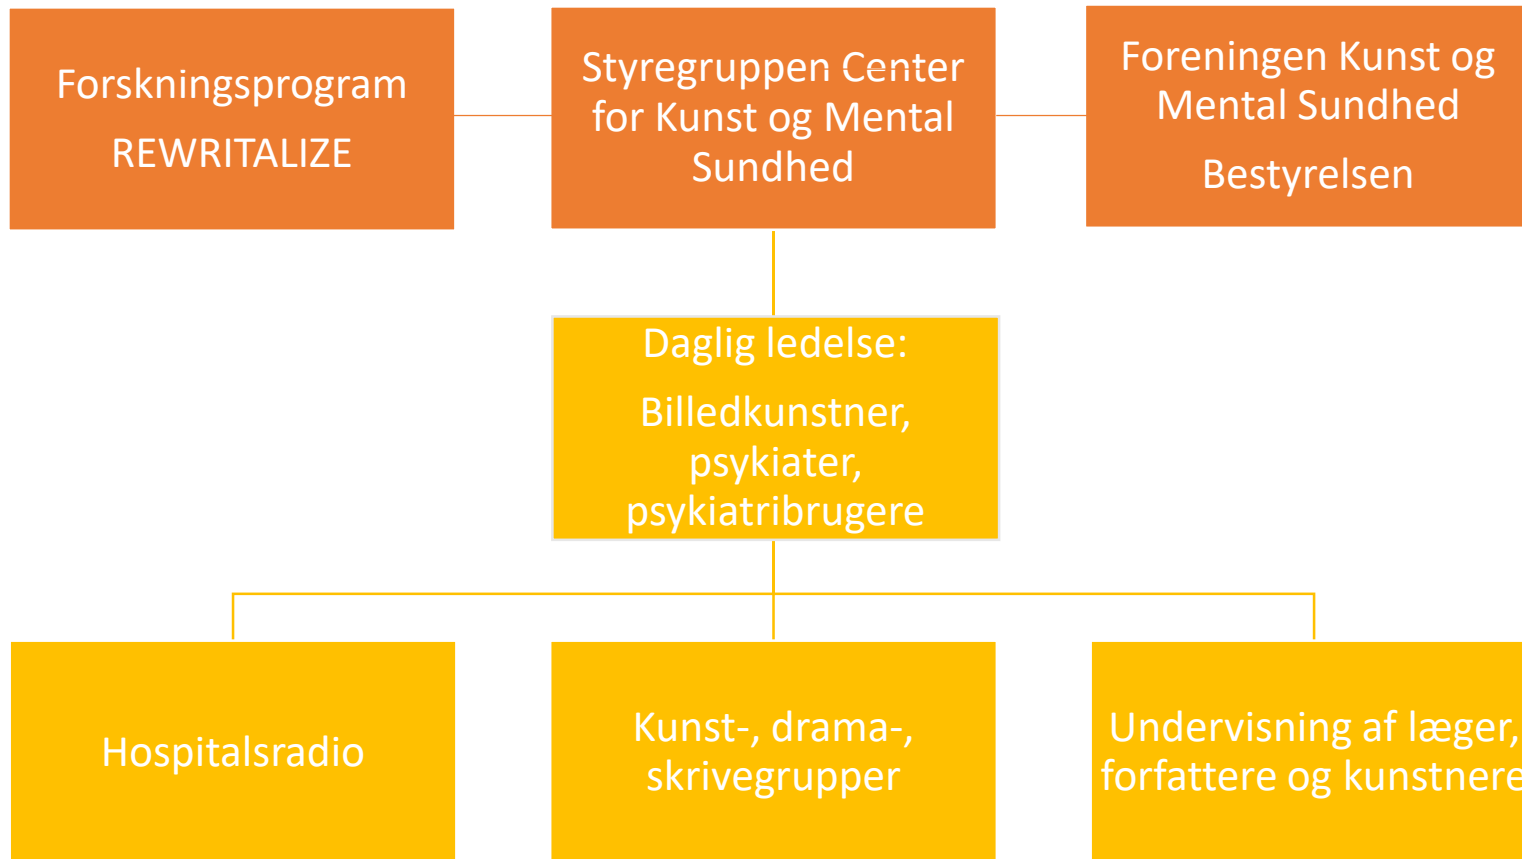 Forskningsprogram
REWRITALIZE
Styregruppen Center
for Kunst og Mental
Sundhed
Foreningen Kunst og
Mental Sundhed
Bestyrelsen
Daglig ledelse:
Billedkunstner,
psykiater,
psykiatribrugere
Hospitalsradio
Kunst-, drama-,
skrivegrupper
Undervisning af læger,
forfattere og kunstnere